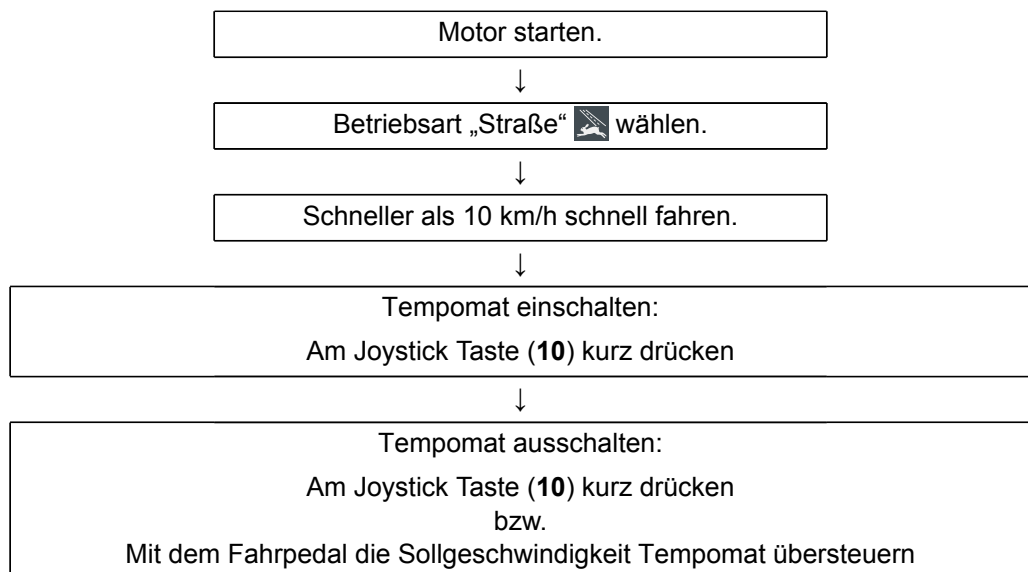 Motor starten.
↓
Betriebsart „Straße“ wählen.
↓
Schneller als 10 km/h schnell fahren.
↓
Tempomat einschalten:
Am Joystick Taste (10) kurz drücken
↓
Tempomat ausschalten:
Am Joystick Taste (10) kurz drücken
bzw.
Mit dem Fahrpedal die Sollgeschwindigkeit Tempomat übersteuern